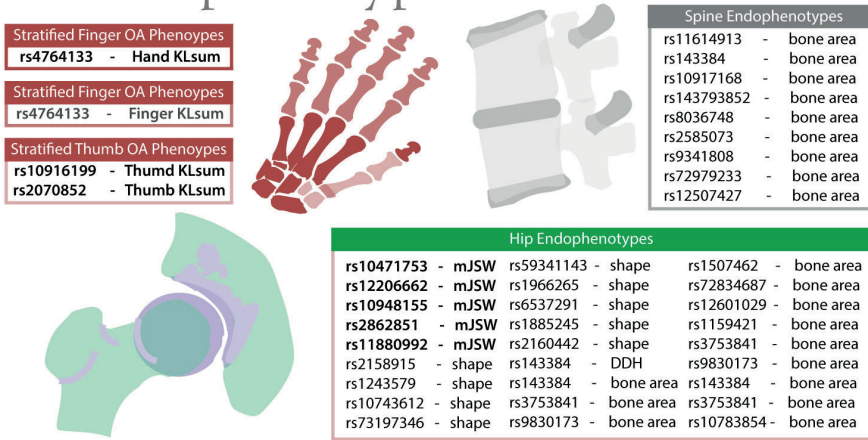 Stratified Finger OA Phenoypes
rs4764133 - Hand KLsum
Stratified Finger OA Phenoypes
rs4764133 - Finger KLsum
Stratified Thumb OA Pheoypes
rs10916199 - Thumd KLsum
rs2070852 - Thumb KLsum
Spine Endophenotypes
rs11614913 - bone area
rs143384 - bone area
rs10917168 - bone area
rs143793852 - bone area
rs8036748 - bone area
rs2585073 - bone area
rs9341808 - bone area
rs72979233 - bone area
rs12507427 - bone area
Hip Endophenotypes
rs10471753 - mJSW rs59341143 - shape rs1507462 - bone area
rs12206662 - mJSW rs1966265 - shape rs72834687 - bone area
rs10948155 - mJSW rs6537291 - shape rs12601029 - bone area
rs2862851 - mJSW rs1885245 - shape rs1159421 - bone area
rs11880992 - mJSW rs2160442 - shape rs3753841 - bone area
rs2158915 - shape rs143384 - DDH rs9830173 - bone area
rs1243579 - shape rs143384 - bone area rs143384 - bone area
rs10743612 - shape rs3753841 - bone area rs3753841 - bone area
rs73197346 - shape rs9830173 - bone area rs10783854 - bone area